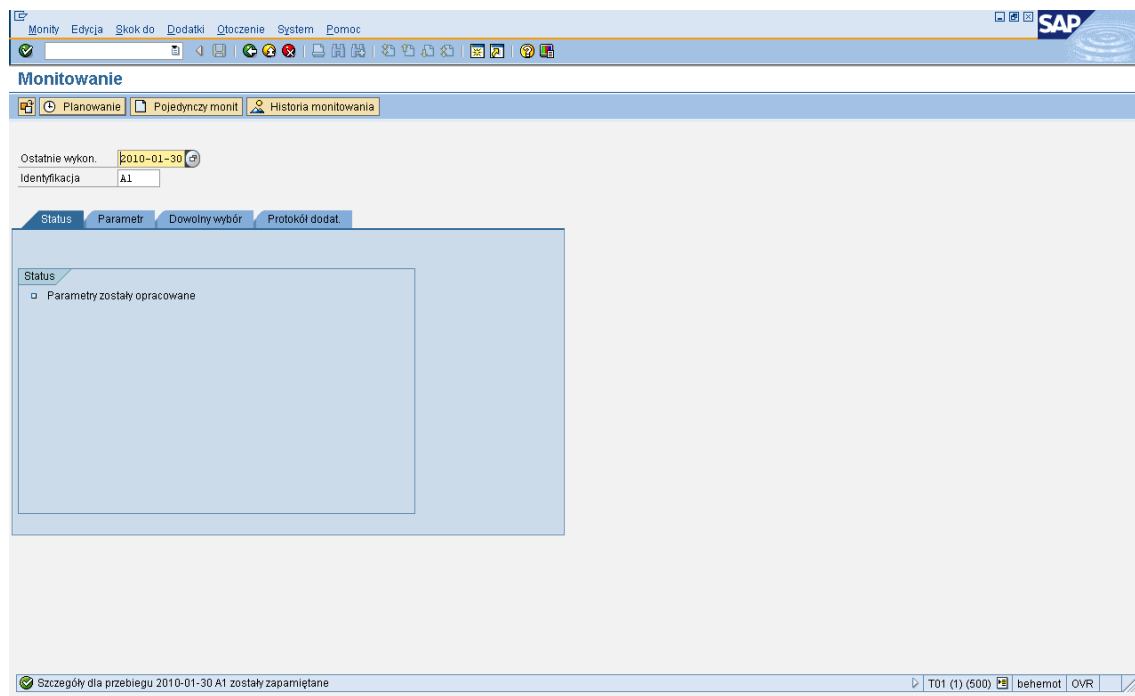 Monity Edycja Skok do Dodatki Otoczenie System Pomoc
SAP
Monitowanie
Planowanie Pojedynczy monit Historia monitowania
Ostatnie wykon. 2010-01-30
Identyfikacja A1
Status Parametr Dowolny wybór Protokół dodat.
Status
Parametry zostały opracowane
Szczegóły dla przebiegu 2010-01-30 A1 zostały zapamiętane T01 (1) (500) behemot OVR